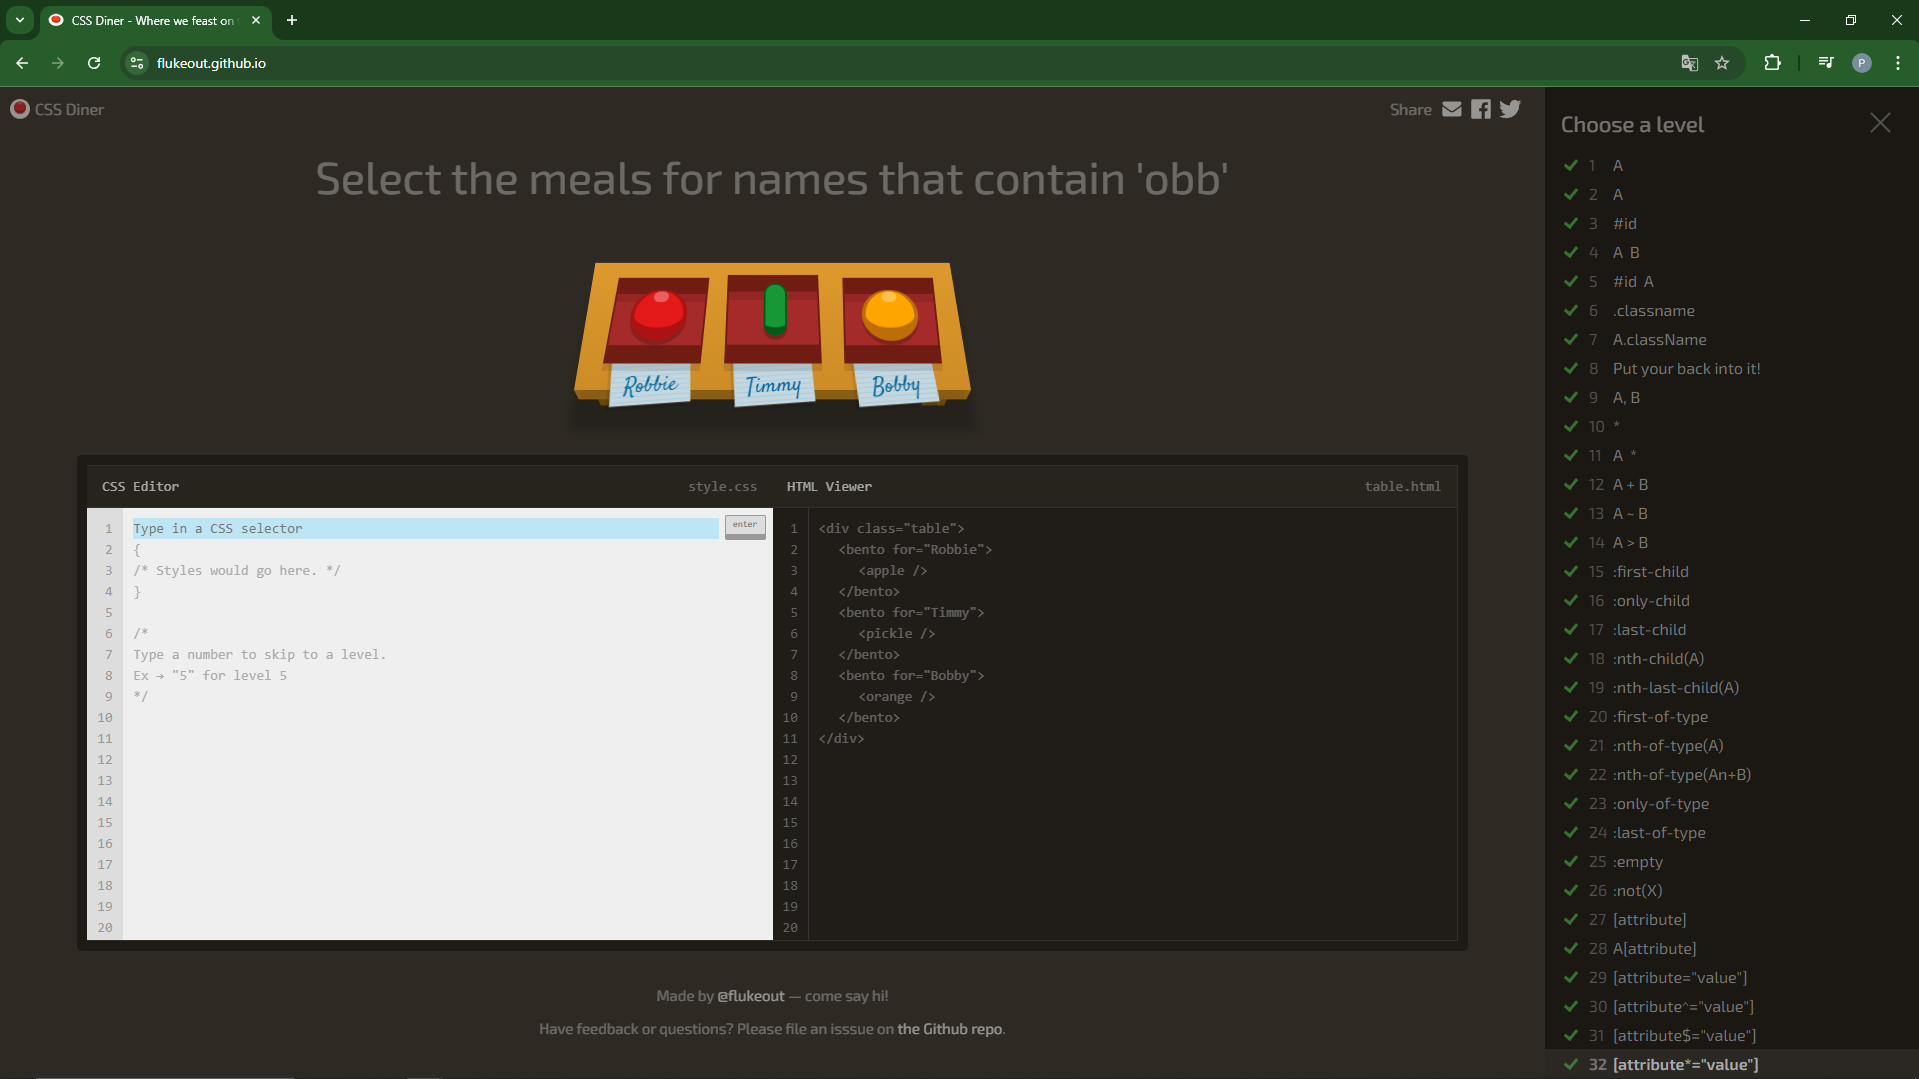 CSS Diner - Where we feast on
flukeout.github.io
P
CSS Diner
Share
Select the meals for names that contain 'obb'
Robbie
Timmy
Bobby
CSS Editor
style.css
HTML Viewer
table.html
1 Type in a CSS selector
enter
2 {
3 /* Styles would go here. */
4 }
5
6 /*
7 Type a number to skip to a level.
8 Ex → "5" for level 5
9 */
10
11
12
13
14
15
16
17
18
19
20
1 <div class="table">
2 <bento for="Robbie">
3 <apple />
4 </bento>
5 <bento for="Timmy">
6 <pickle />
7 </bento>
8 <bento for="Bobby">
9 <orange />
10 </bento>
11 </div>
12
13
14
15
16
17
18
19
20
Made by @flukeout — come say hi!
Have feedback or questions? Please file an isssue on the Github repo.
Choose a level
1 A
2 A
3 #id
4 A B
5 #id A
6 .classname
7 A.className
8 Put your back into it!
9 A, B
10 *
11 A *
12 A + B
13 A ~ B
14 A > B
15 :first-child
16 :only-child
17 :last-child
18 :nth-child(A)
19 :nth-last-child(A)
20 :first-of-type
21 :nth-of-type(A)
22 :nth-of-type(An+B)
23 :only-of-type
24 :last-of-type
25 :empty
26 :not(X)
27 [attribute]
28 A[attribute]
29 [attribute="value"]
30 [attribute^="value"]
31 [attribute$="value"]
32 [attribute*="value"]